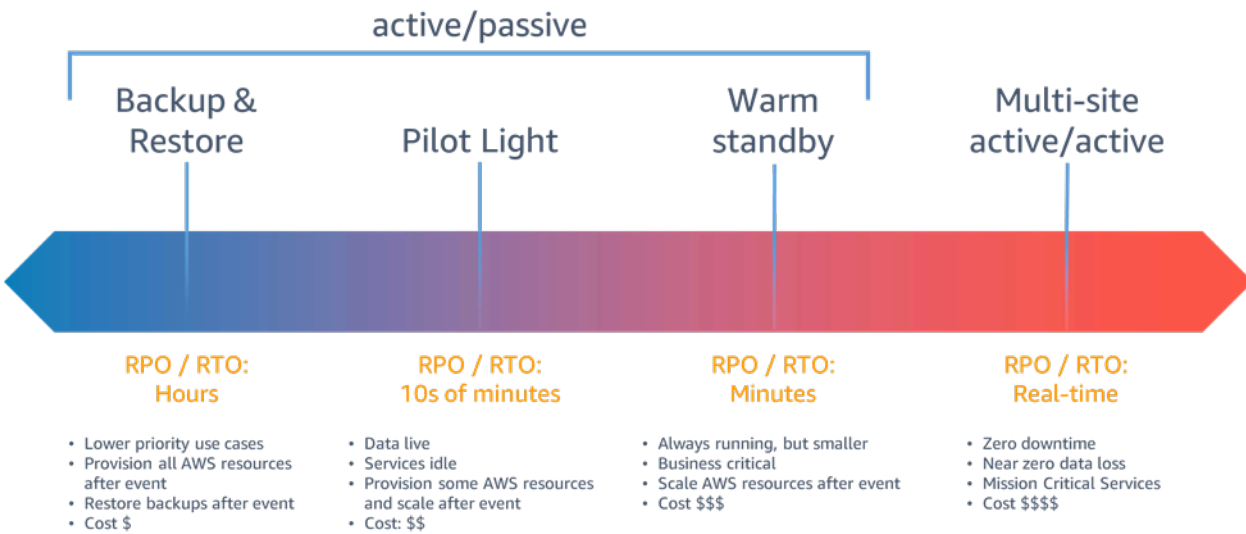 active/passive
Backup &
Restore
Pilot Light
Warm
standby
Multi-site
active/active
RPO / RTO:
Hours
RPO / RTO:
10s of minutes
RPO / RTO:
Minutes
RPO / RTO:
Real-time
• Lower priority use cases
• Provision all AWS resources
after event
• Restore backups after event
• Cost $
• Data live
• Services idle
• Provision some AWS resources
and scale after event
• Cost: $$
• Always running, but smaller
• Business critical
• Scale AWS resources after event
• Cost $$$
• Zero downtime
• Near zero data loss
• Mission Critical Services
• Cost $$$$